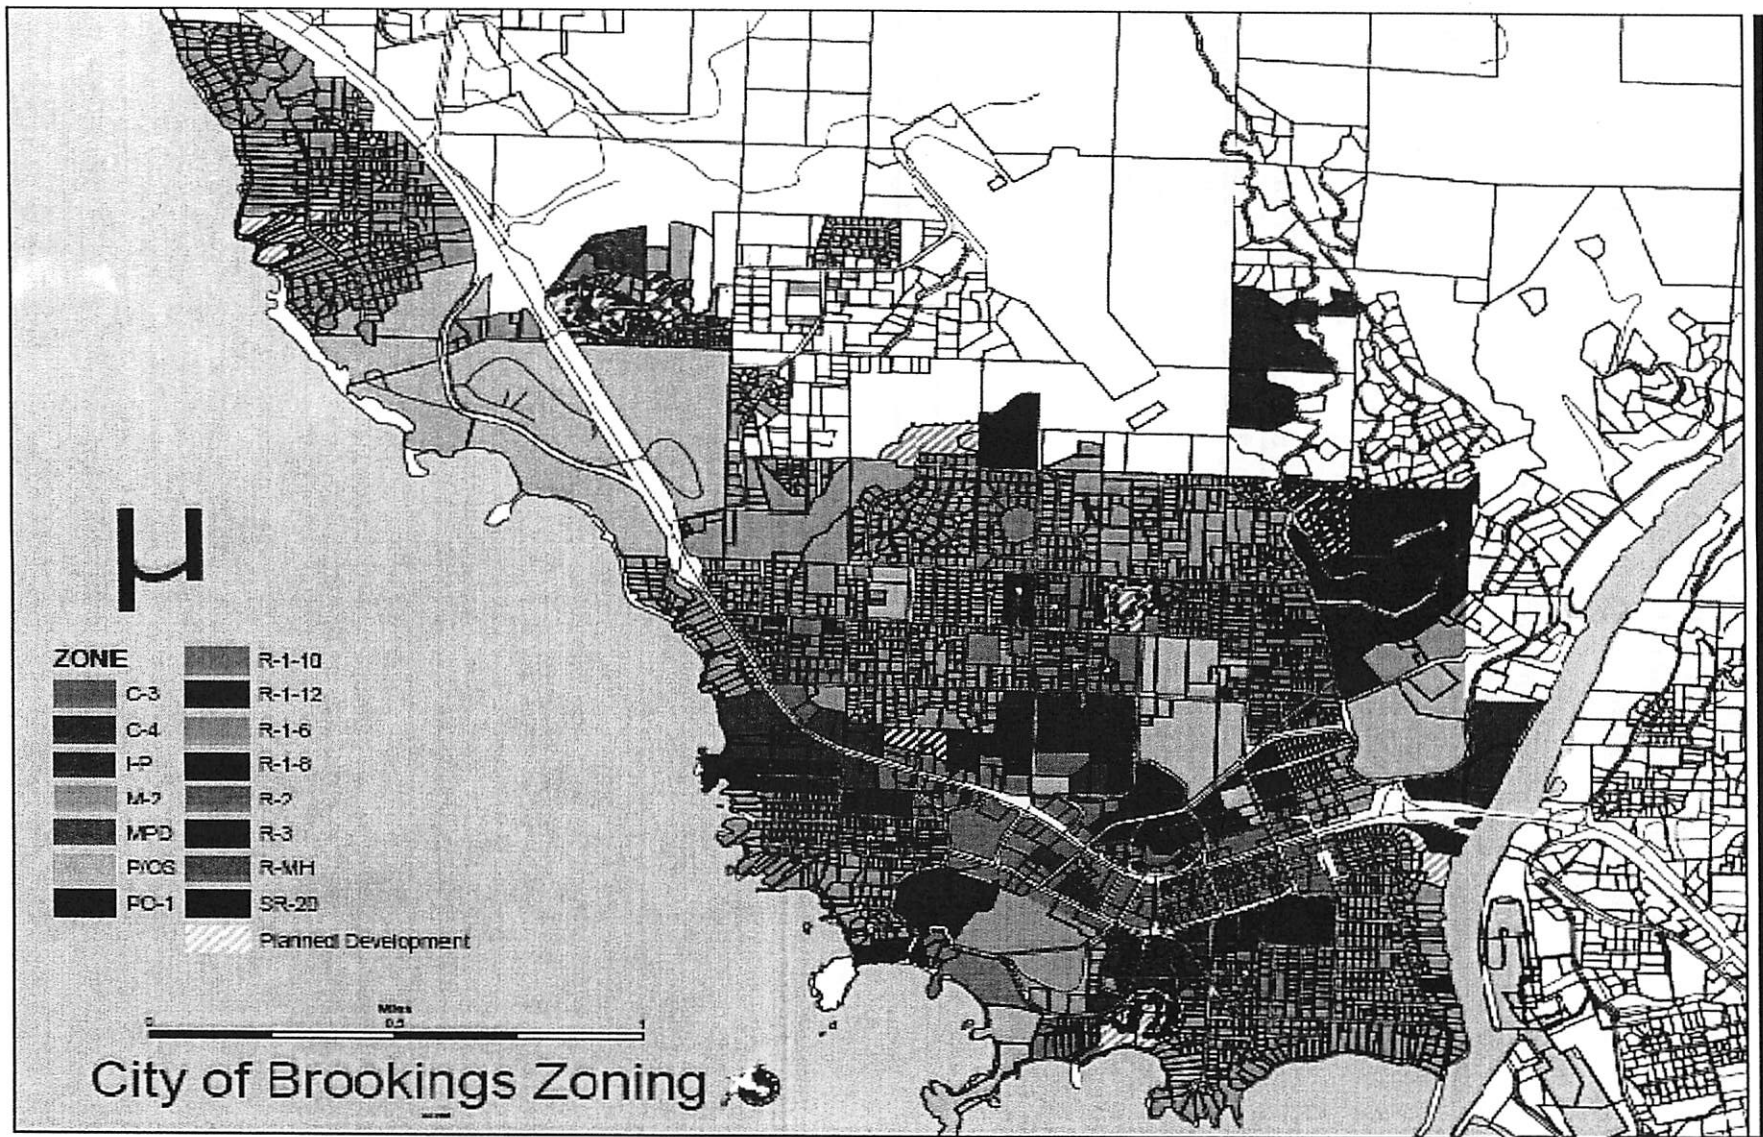 ZONE
C-3
C-4
I-P
M-2
MPD
P/OS
PO-1
R-1-10
R-1-12
R-1-6
R-1-8
R-2
R-3
R-MH
SR-20
Planned Development
Miles
0 0.5 1
City of Brookings Zoning